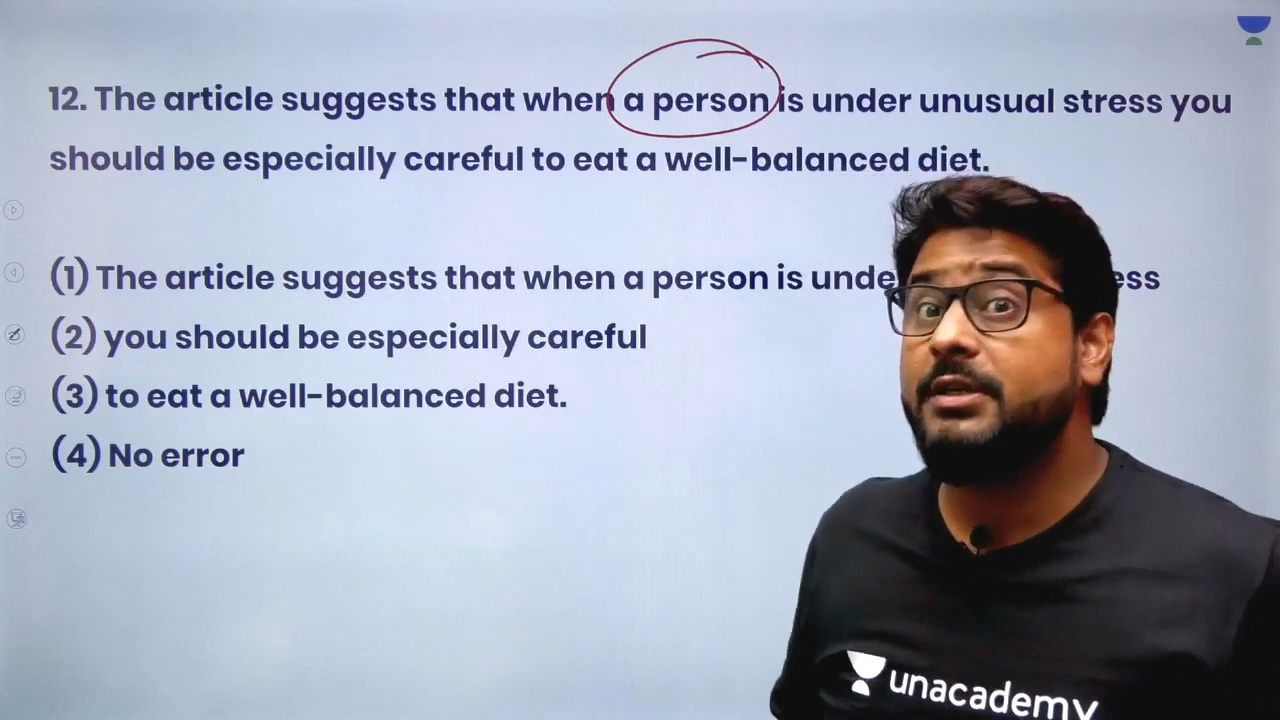 12. The article suggests that when a person is under unusual stress you
should be especially careful to eat a well-balanced diet.
(1) The article suggests that when a person is
(2) you should be especially careful
(3) to eat a well-balanced diet.
(4) No error
unacademy